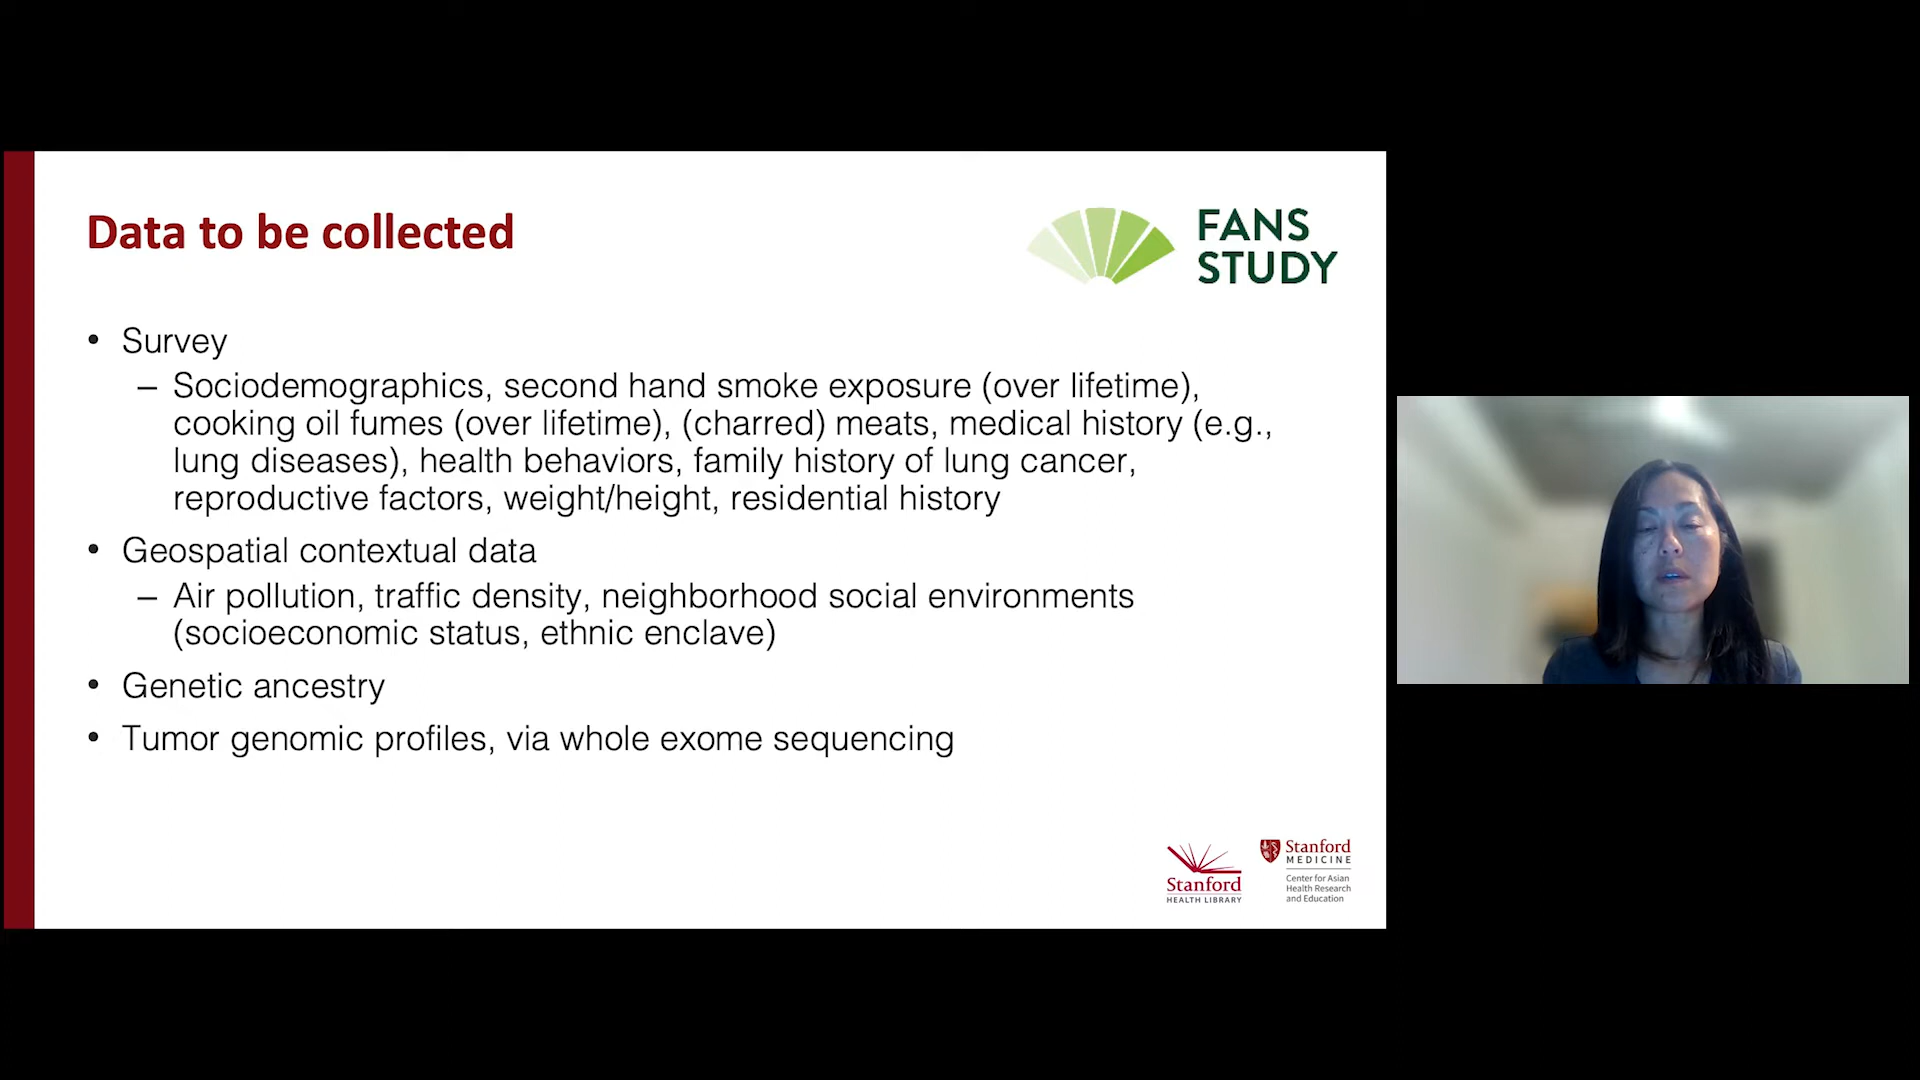 Data to be collected
FANS
STUDY
• Survey
– Sociodemographics, second hand smoke exposure (over lifetime),
cooking oil fumes (over lifetime), (charred) meats, medical history (e.g.,
lung diseases), health behaviors, family history of lung cancer,
reproductive factors, weight/height, residential history
• Geospatial contextual data
– Air pollution, traffic density, neighborhood social environments
(socioeconomic status, ethnic enclave)
• Genetic ancestry
• Tumor genomic profiles, via whole exome sequencing
Stanford
HEALTH LIBRARY
Stanford
MEDICINE
Center for Asian
Health Research
and Education